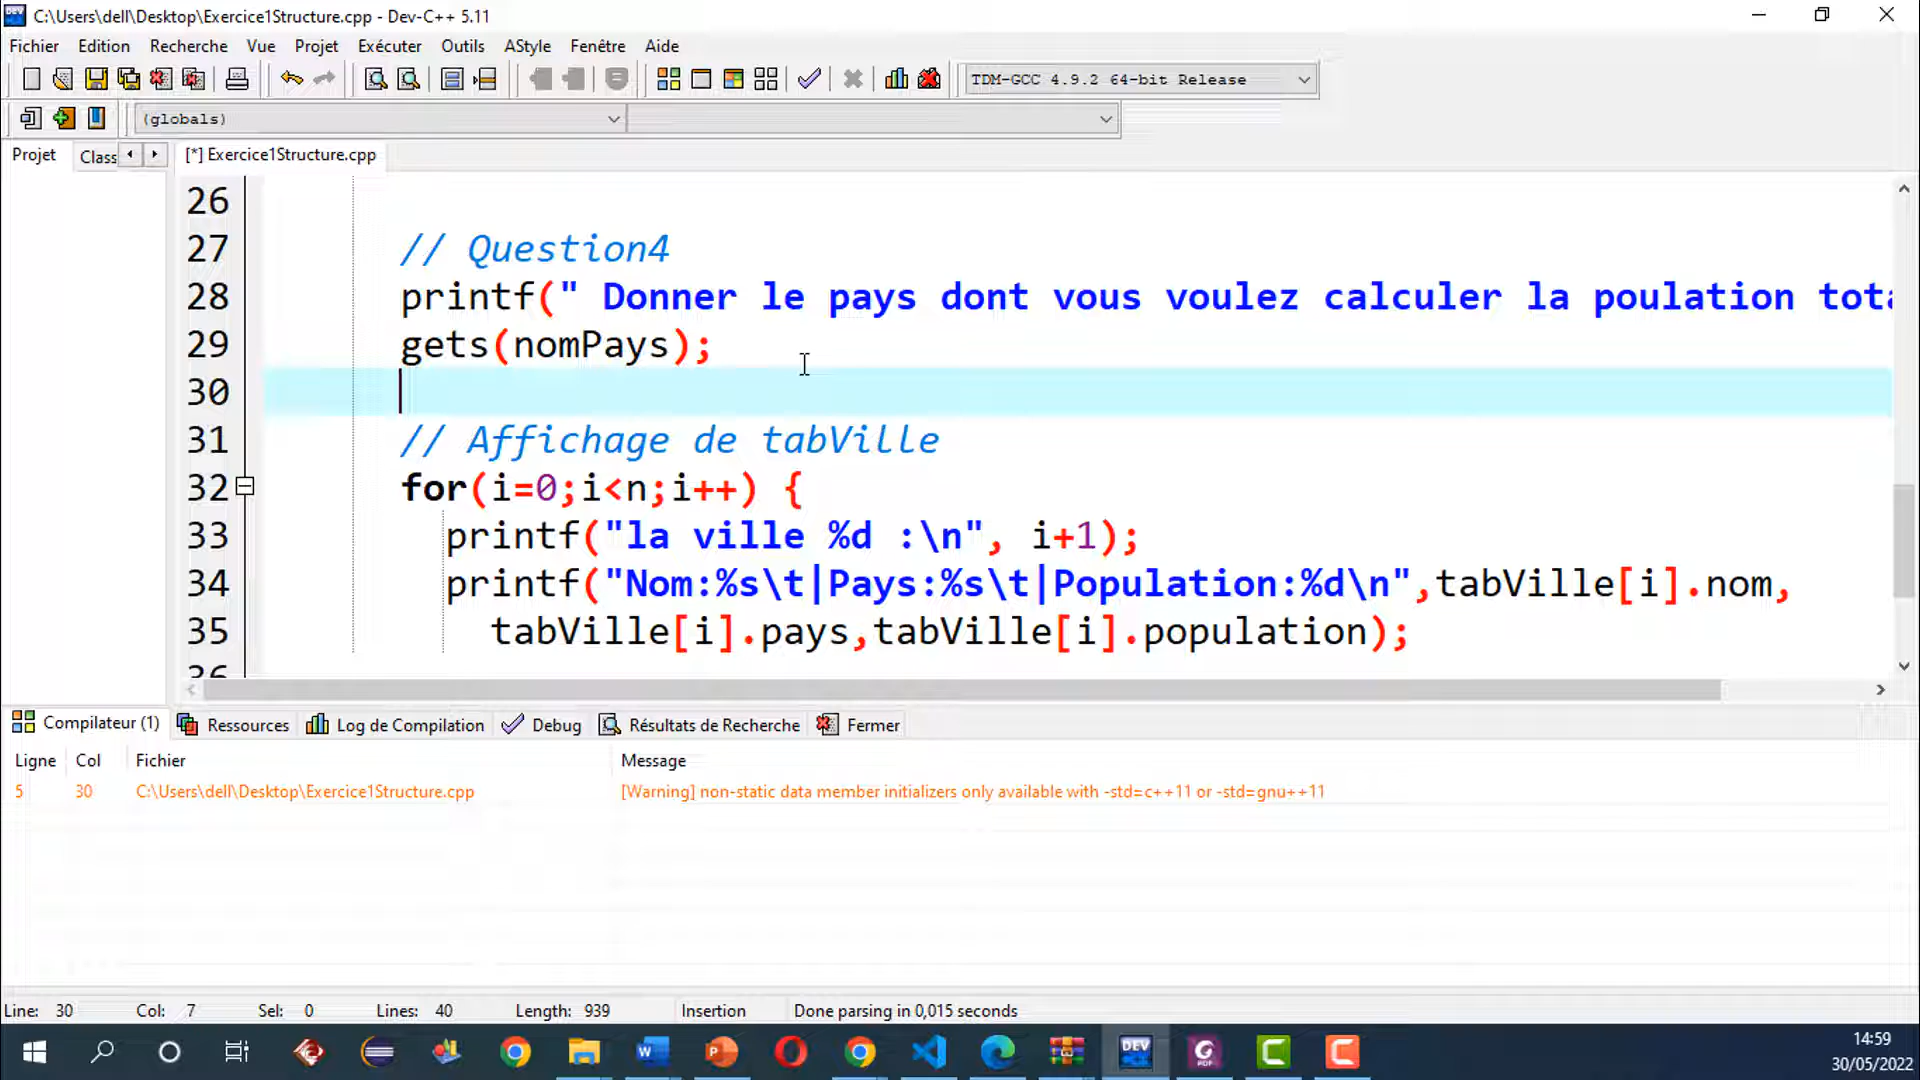 C:\Users\dell\Desktop\Exercice1Structure.cpp - Dev-C++ 5.11
Fichier Edition Recherche Vue Projet Exécuter Outils AStyle Fenêtre Aide
TDM-GCC 4.9.2 64-bit Release
(globals)
Projet Class [*] Exercice1Structure.cpp
26
27 // Question4
28 printf(" Donner le pays dont vous voulez calculer la poulation tota
29 gets(nomPays);
30
31 // Affichage de tabVille
32 for(i=0;i<n;i++) {
33 printf("la ville %d :\n", i+1);
34 printf("Nom:%s\t|Pays:%s\t|Population:%d\n",tabVille[i].nom,
35 tabVille[i].pays,tabVille[i].population);
36
Compilateur (1) Ressources Log de Compilation Debug Résultats de Recherche Fermer
Ligne Col Fichier Message
5 30 C:\Users\dell\Desktop\Exercice1Structure.cpp [Warning] non-static data member initializers only available with -std=c++11 or -std=gnu++11
Line: 30 Col: 7 Sel: 0 Lines: 40 Length: 939 Insertion Done parsing in 0,015 seconds
DEV
PDF
14:59
30/05/2022